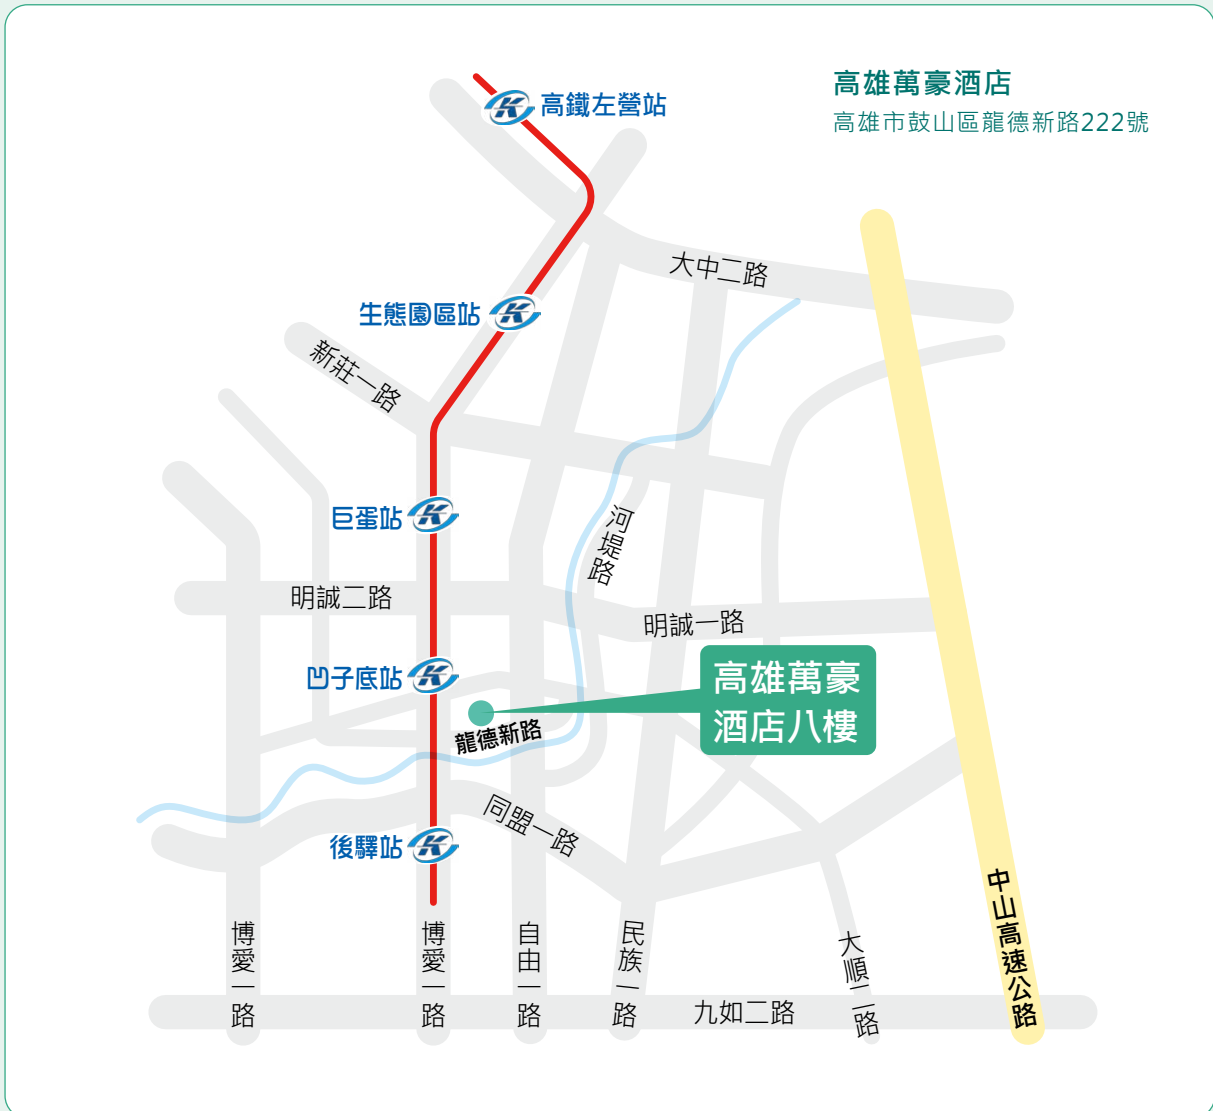 高雄萬豪酒店
高雄市鼓山區龍德新路222號
高鐵左營站
大中二路
生態園區站
新莊一路
巨蛋站
河堤路
明誠二路
明誠一路
凹子底站
高雄萬豪
酒店八樓
龍德新路
同盟一路
後驛站
中山高速公路
博愛一路
博愛一路
自由一路
民族一路
大順二路
九如二路